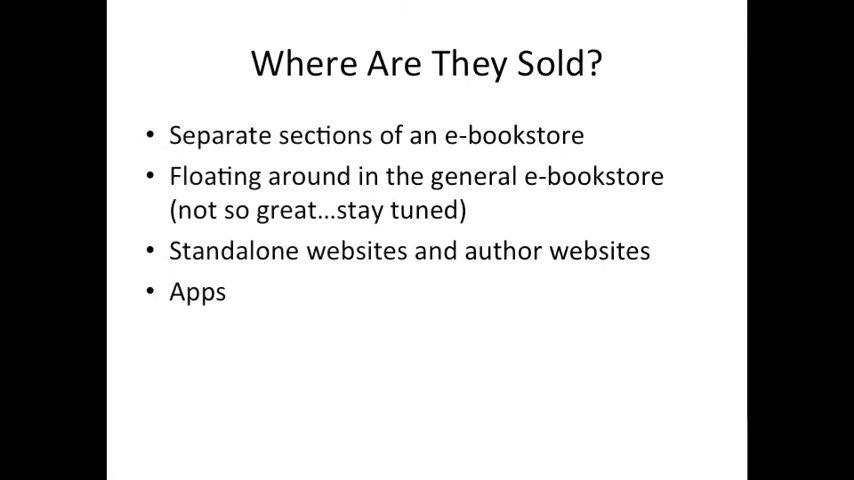 Where Are They Sold?
• Separate sections of an e-bookstore
• Floating around in the general e-bookstore
(not so great...stay tuned)
• Standalone websites and author websites
• Apps